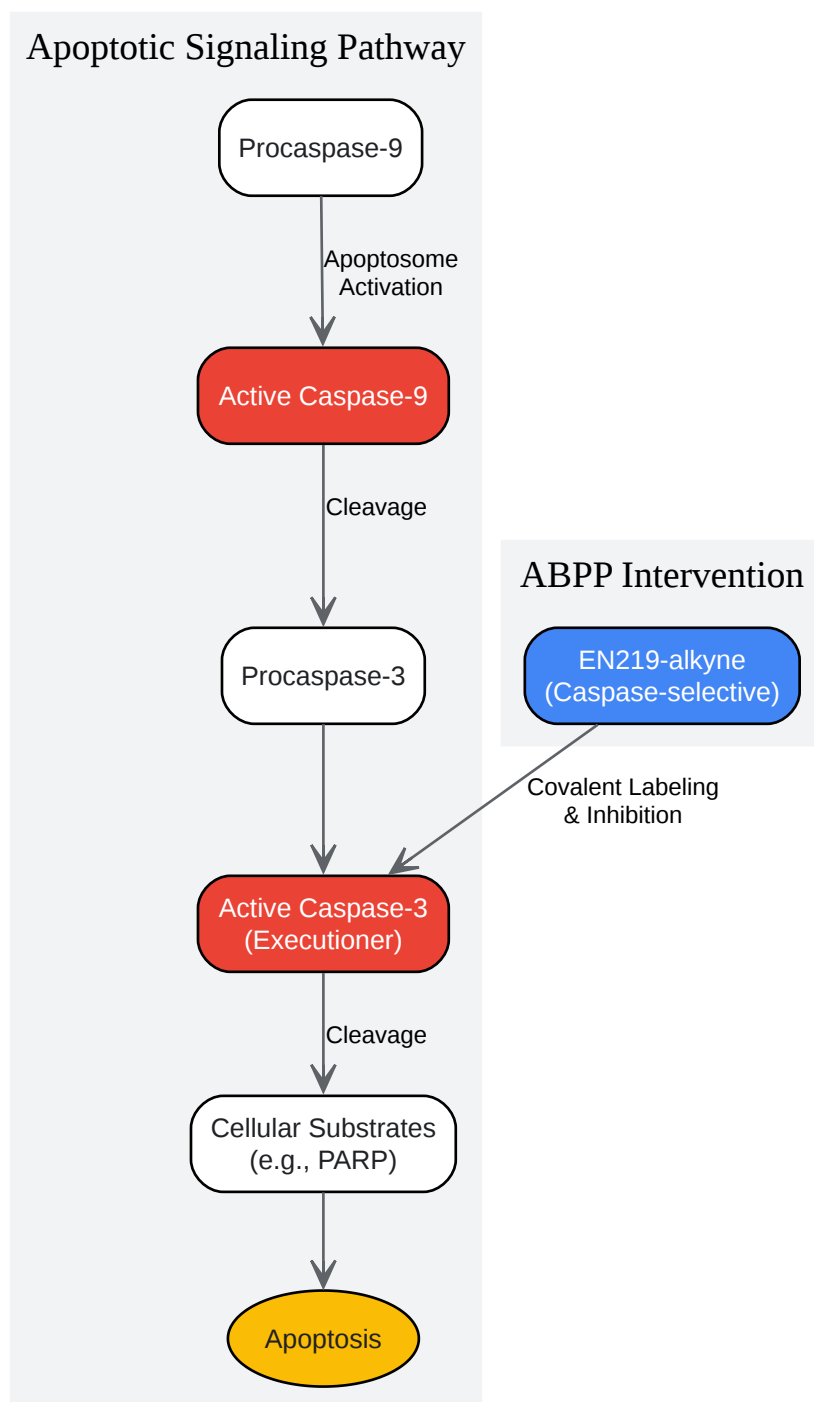 Apoptotic Signaling Pathway
Procaspase-9
Apoptosome
Activation
Active Caspase-9
Cleavage
ABPP Intervention
EN219-alkyne
(Caspase-selective)
Procaspase-3
Covalent Labeling
& Inhibition
Active Caspase-3
(Executioner)
Cleavage
Cellular Substrates
(e.g., PARP)
Apoptosis